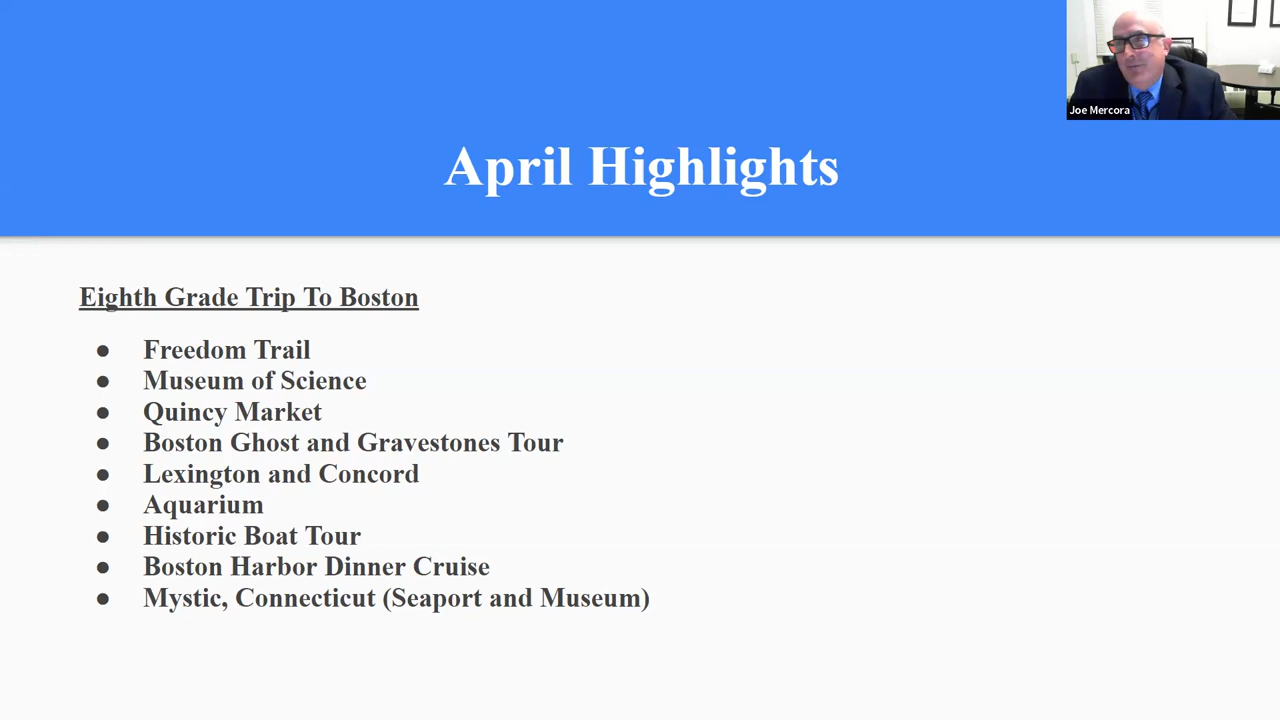 Joe Mercora
April Highlights
Eighth Grade Trip To Boston
● Freedom Trail
● Museum of Science
● Quincy Market
● Boston Ghost and Gravestones Tour
● Lexington and Concord
● Aquarium
● Historic Boat Tour
● Boston Harbor Dinner Cruise
● Mystic, Connecticut (Seaport and Museum)